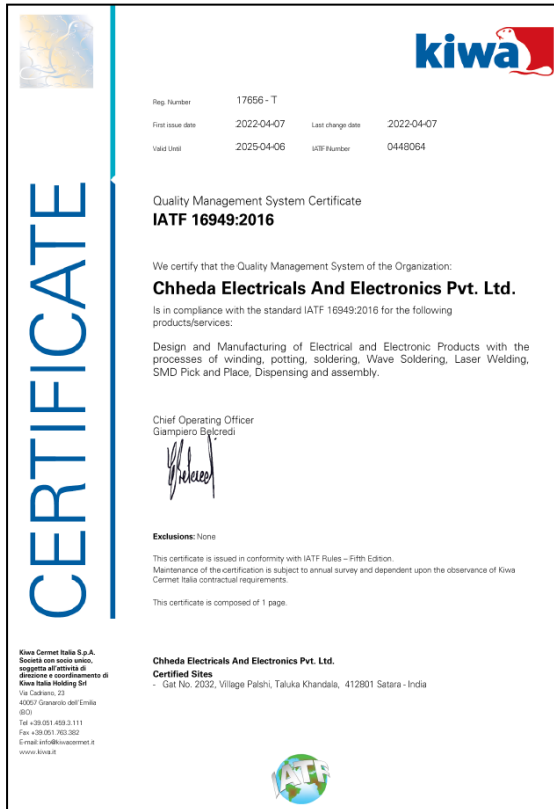 kiwa
CERTIFICATE
Reg. Number 17656 - T
First issue date 2022-04-07 Last change date 2022-04-07
Valid Until 2025-04-06 IATF Number 0448064
Quality Management System Certificate
IATF 16949:2016
We certify that the Quality Management System of the Organization:
Chheda Electricals And Electronics Pvt. Ltd.
Is in compliance with the standard IATF 16949:2016 for the following
products/services:
Design and Manufacturing of Electrical and Electronic Products with the
processes of winding, potting, soldering, Wave Soldering, Laser Welding,
SMD Pick and Place, Dispensing and assembly.
Chief Operating Officer
Giampiero Belcredi
Exclusions: None
This certificate is issued in conformity with IATF Rules – Fifth Edition.
Maintenance of the certification is subject to annual survey and dependent upon the observance of Kiwa
Cermet Italia contractual requirements.
This certificate is composed of 1 page.
Kiwa Cermet Italia S.p.A.
Società con socio unico,
soggetta all'attività di
direzione e coordinamento di
Kiwa Italia Holding Srl
Via Cadriano, 23
40057 Granarolo dell'Emilia
(BO)
Tel +39.051.459.3.111
Fax +39.051.763.382
E-mail: info@kiwacermet.it
www.kiwa.it
Chheda Electricals And Electronics Pvt. Ltd.
Certified Sites
- Gat No. 2032, Village Palshi, Taluka Khandala, 412801 Satara - India
IATF